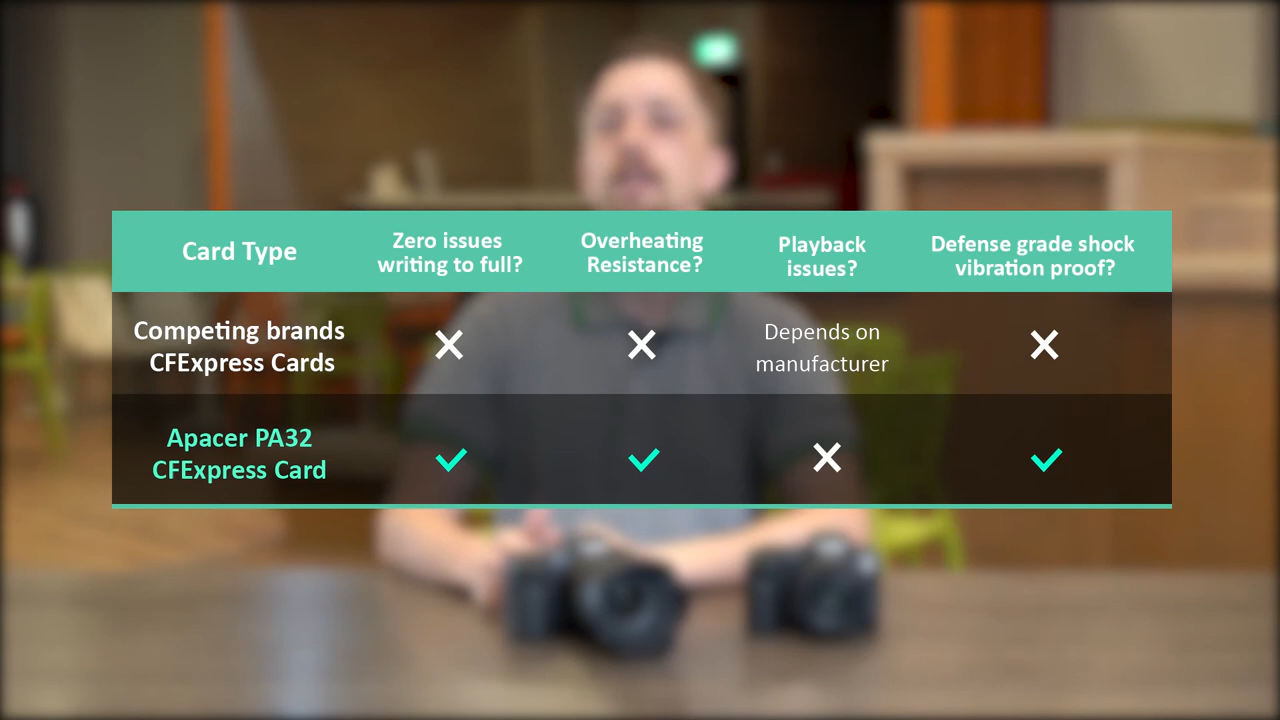 Card Type
Zero issues
writing to full?
Overheating
Resistance?
Playback
issues?
Defense grade shock
vibration proof?
Competing brands
CFExpress Cards
Depends on
manufacturer
Apacer PA32
CFExpress Card